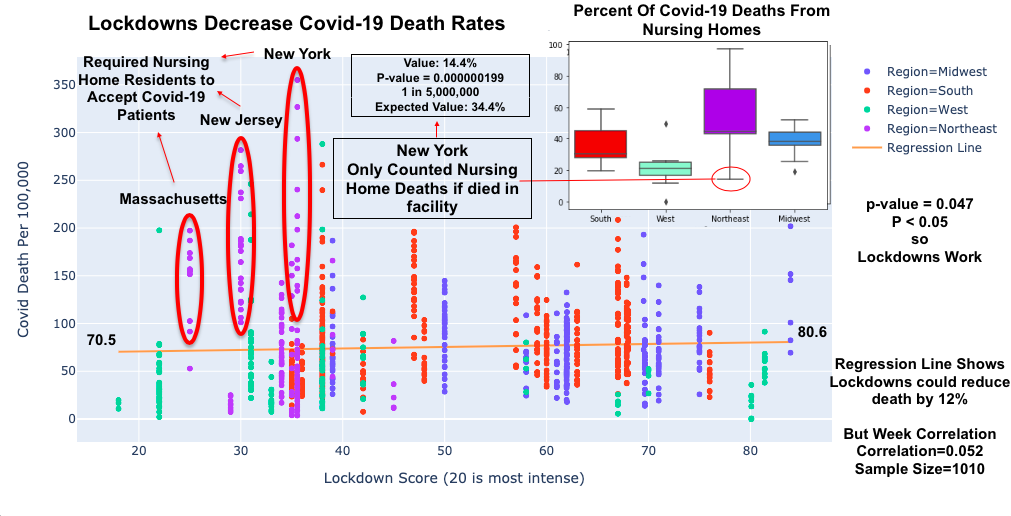 Lockdowns Decrease Covid-19 Death Rates
Percent Of Covid-19 Deaths From
Nursing Homes
Required Nursing
Home Residents to
Accept Covid-19
Patients
New York
New Jersey
Massachusetts
Value: 14.4%
P-value = 0.000000199
1 in 5,000,000
Expected Value: 34.4%
New York
Only Counted Nursing
Home Deaths if died in
facility
100
80
60
40
20
0
South
West
Northeast
Midwest
Region=Midwest
Region=South
Region=West
Region=Northeast
Regression Line
p-value = 0.047
P < 0.05
so
Lockdowns Work
350
300
250
200
150
100
50
0
Covid Death Per 100,000
70.5
80.6
Regression Line Shows
Lockdowns could reduce
death by 12%
But Week Correlation
Correlation=0.052
Sample Size=1010
20
30
40
50
60
70
80
Lockdown Score (20 is most intense)